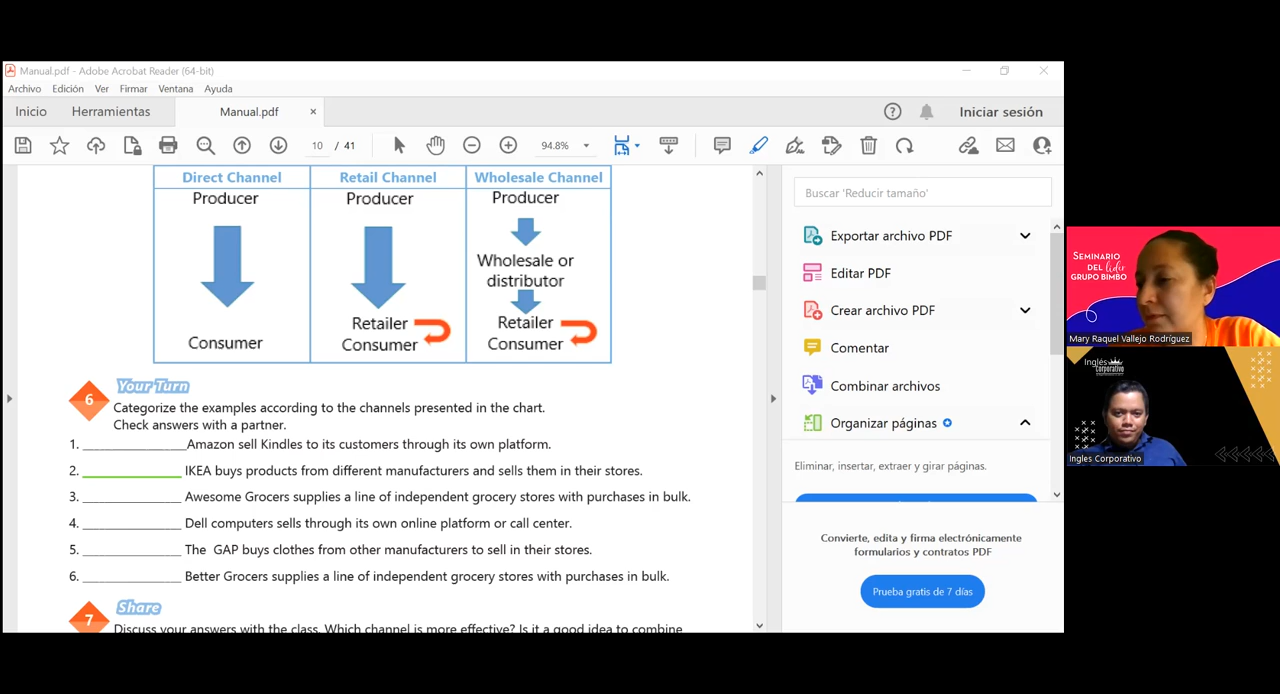 Manual.pdf - Adobe Acrobat Reader (64-bit)
Archivo Edición Ver Firmar Ventana Ayuda
Inicio Herramientas Manual.pdf × Iniciar sesión
10 / 41 94.8%
Direct Channel Retail Channel Wholesale Channel
Producer Producer Producer
Wholesale or
distributor
Retailer Retailer
Consumer Consumer Consumer
6 Your Turn
Categorize the examples according to the channels presented in the chart.
Check answers with a partner.
1. ________________Amazon sell Kindles to its customers through its own platform.
2. _______________ IKEA buys products from different manufacturers and sells them in their stores.
3. _______________ Awesome Grocers supplies a line of independent grocery stores with purchases in bulk.
4. _______________ Dell computers sells through its own online platform or call center.
5. _______________ The GAP buys clothes from other manufacturers to sell in their stores.
6. _______________ Better Grocers supplies a line of independent grocery stores with purchases in bulk.
7 Share
Discuss your answers with the class. Which channel is more effective? Is it a good idea to combine
Buscar 'Reducir tamaño'
Exportar archivo PDF
Editar PDF
Crear archivo PDF
Comentar
Combinar archivos
Organizar páginas
Eliminar, insertar, extraer y girar páginas.
Convierte, edita y firma electrónicamente
formularios y contratos PDF
Prueba gratis de 7 días
SEMINARIO
DEL líder
GRUPO BIMBO
Mary Raquel Vallejo Rodríguez
Inglés
Corporativo
Ingles Corporativo